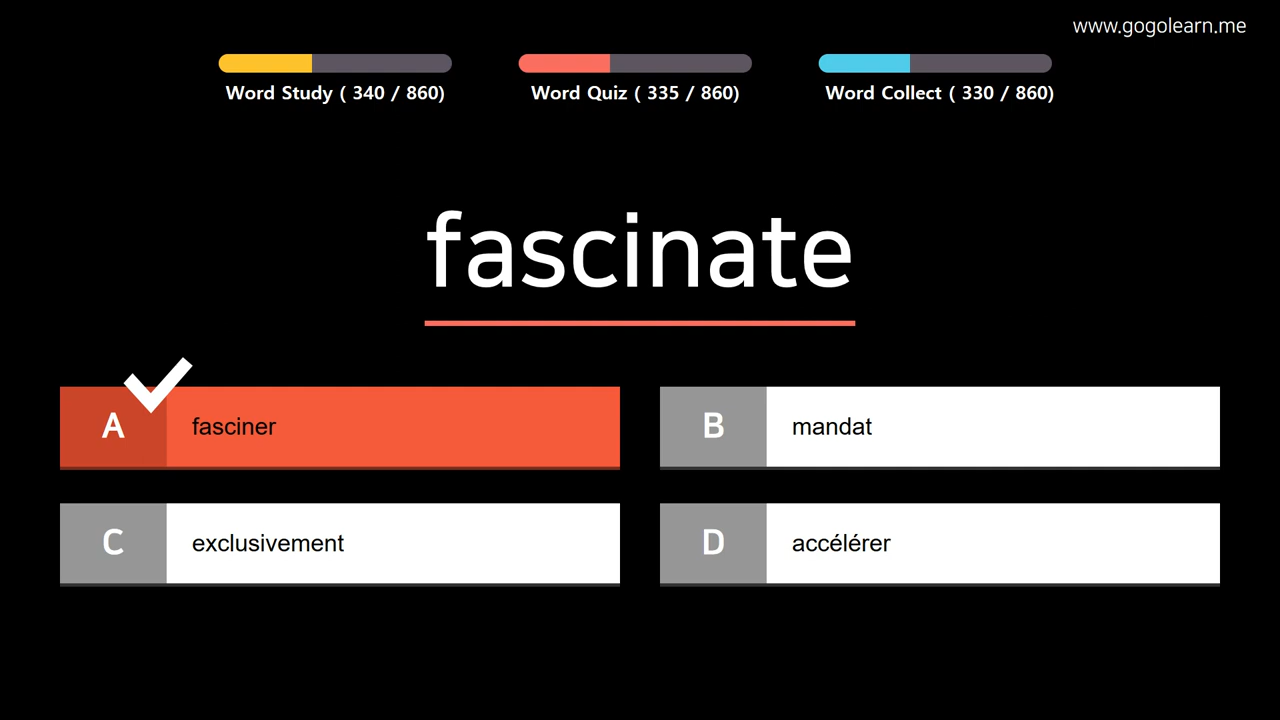 www.gogolearn.me
Word Study ( 340 / 860)
Word Quiz ( 335 / 860)
Word Collect ( 330 / 860)
fascinate
A fasciner
B mandat
C exclusivement
D accélérer